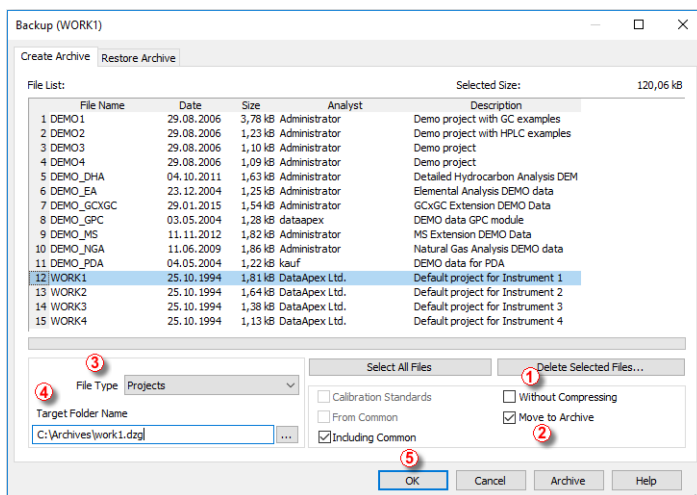 Backup (WORK1)
Create Archive Restore Archive
File List: Selected Size: 120,06 kB
File Name Date Size Analyst Description
1 DEMO1 29.08.2006 3,78 kB Administrator Demo project with GC examples
2 DEMO2 29.08.2006 1,23 kB Administrator Demo project with HPLC examples
3 DEMO3 29.08.2006 1,10 kB Administrator Demo project
4 DEMO4 29.08.2006 1,09 kB Administrator Demo project
5 DEMO_DHA 04.10.2011 1,63 kB Administrator Detailed Hydrocarbon Analysis DEM
6 DEMO_EA 23.12.2004 1,25 kB Administrator Elemental Analysis DEMO data
7 DEMO_GCXGC 29.01.2015 1,54 kB Administrator GCxGC Extension DEMO Data
8 DEMO_GPC 03.05.2004 1,28 kB dataapex DEMO data GPC module
9 DEMO_MS 11.11.2012 1,82 kB Administrator MS Extension DEMO Data
10 DEMO_NGA 11.06.2009 1,86 kB Administrator Natural Gas Analysis DEMO data
11 DEMO_PDA 04.05.2004 1,22 kB kauf DEMO data for PDA
12 WORK1 25.10.1994 1,81 kB DataApex Ltd. Default project for Instrument 1
13 WORK2 25.10.1994 1,64 kB DataApex Ltd. Default project for Instrument 2
14 WORK3 25.10.1994 1,38 kB DataApex Ltd. Default project for Instrument 3
15 WORK4 25.10.1994 1,13 kB DataApex Ltd. Default project for Instrument 4
Select All Files Delete Selected Files...
3
1
File Type Projects
Calibration Standards Without Compressing
4
Target Folder Name
From Common Move to Archive
2
C:\Archives\work1.dzg ...
Including Common
5
OK Cancel Archive Help